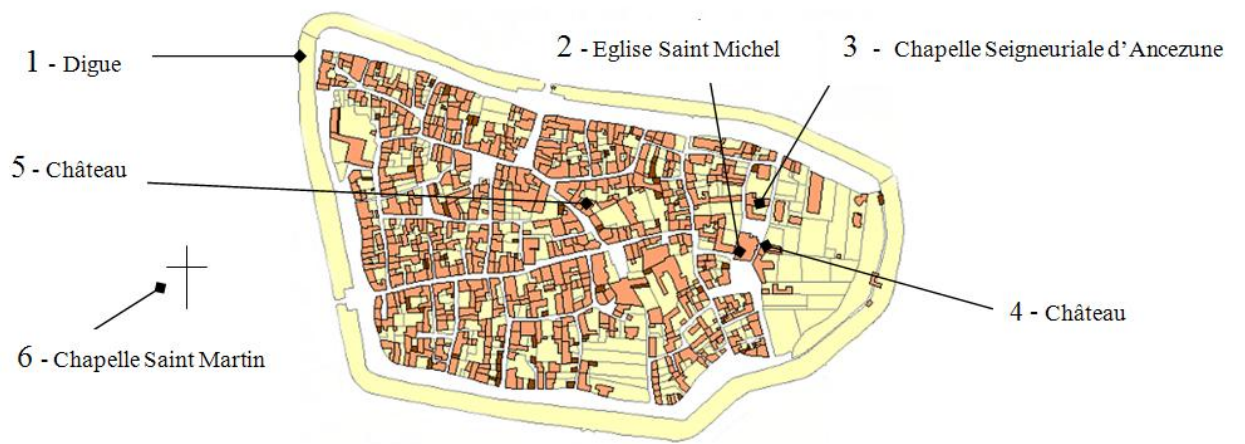 1 - Digue
2 - Eglise Saint Michel
3 - Chapelle Seigneuriale d'Ancezune
5 - Château
4 - Château
6 - Chapelle Saint Martin